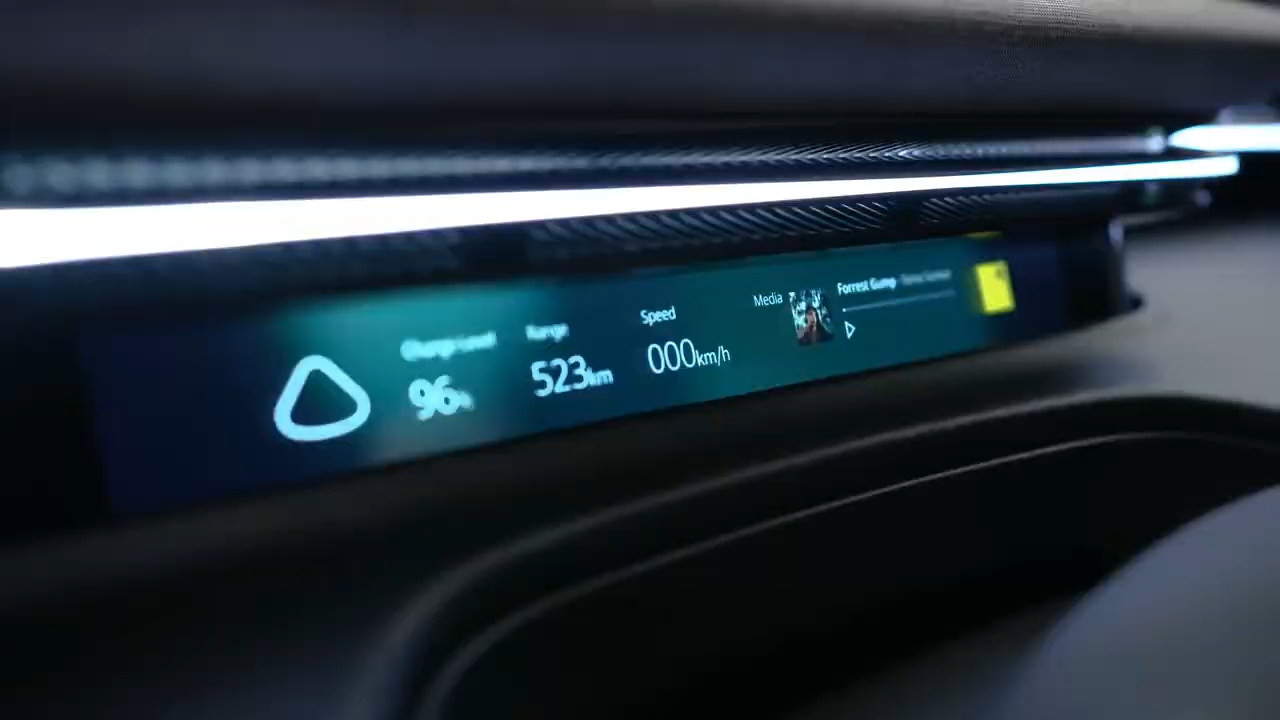 Charge Level
96%
Range
523km
Speed
000km/h
Media
Forrest Gump